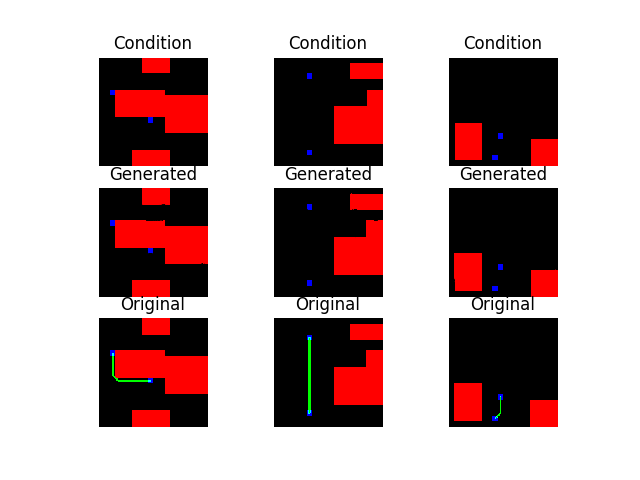 Condition Condition Condition
Generated Generated Generated
Original Original Original